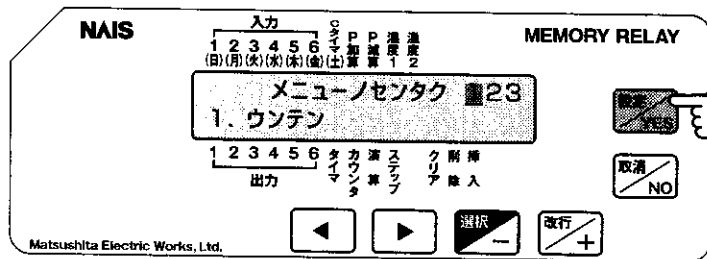 NAiS
MEMORY RELAY
入力
1 2 3 4 5 6 Cタイマ P加算 P減算 温度1 温度2
(日)(月)(火)(水)(木)(金)(土)
メニューノセンタク 123
1. ウンテン
1 2 3 4 5 6 タイマ カウンタ 演算 ステップ クリア 削除 挿入
出力
設定/YES
取消/NO
◀ ▶ 選択/− 改行/+
Matsushita Electric Works, Ltd.